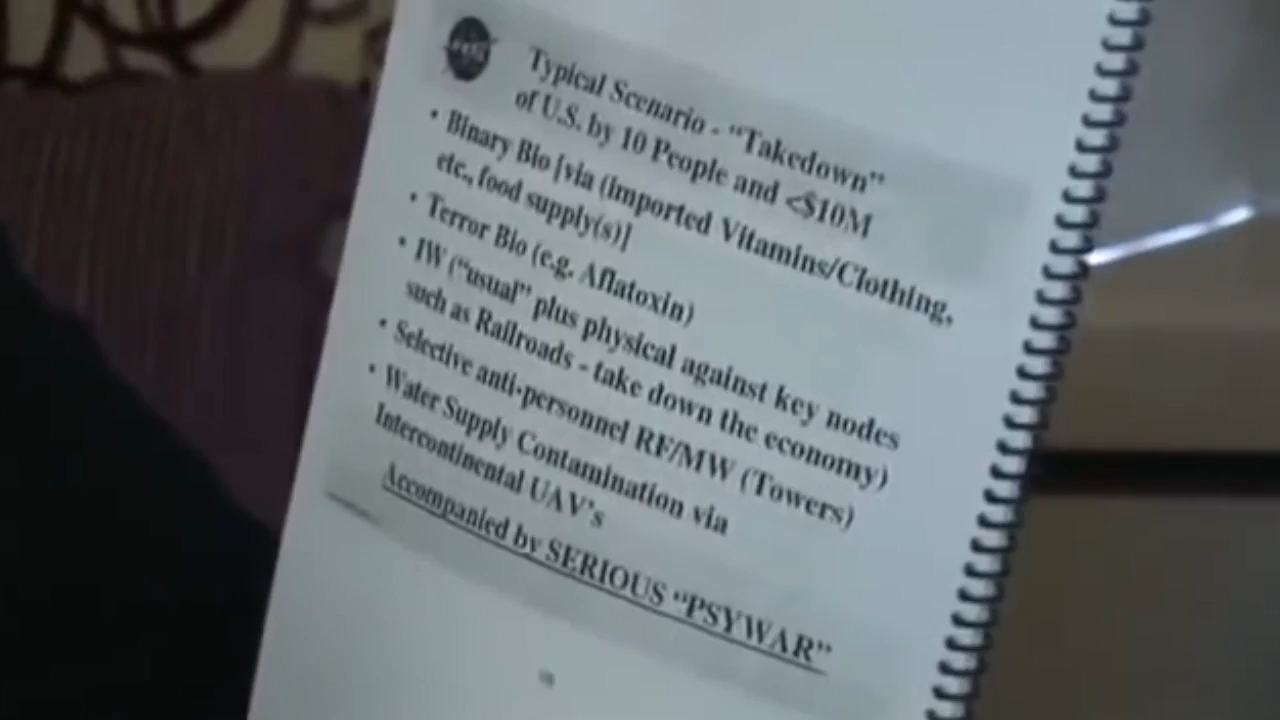 Typical Scenario - “Takedown”
of U.S. by 10 People and <$10M
• Binary Bio [via (imported Vitamins/Clothing,
etc., food supply(s)]
• Terror Bio (e.g. Aflatoxin)
• IW (“usual” plus physical against key nodes
such as Railroads - take down the economy)
• Selective anti-personnel RF/MW (Towers)
• Water Supply Contamination via
Intercontinental UAV's
Accompanied by SERIOUS “PSYWAR”